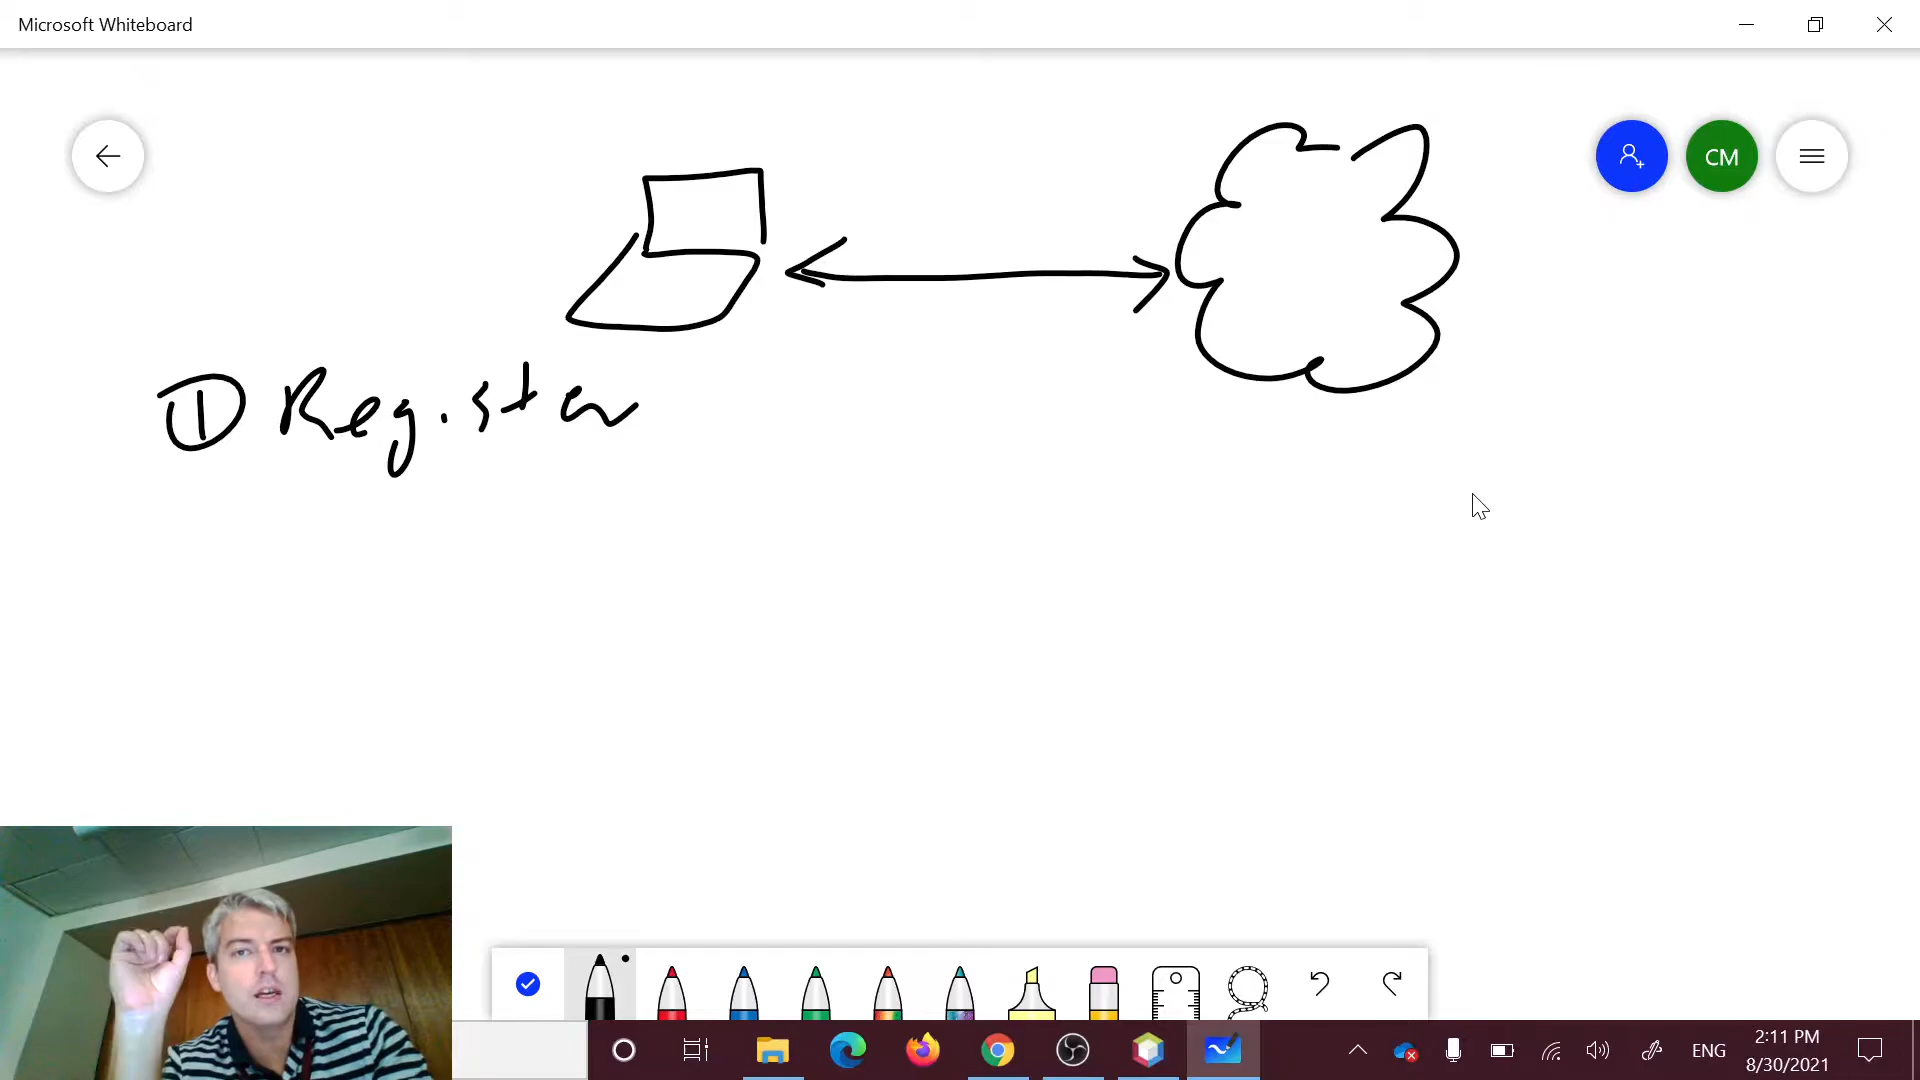 Microsoft Whiteboard
CM
① Register
ENG
2:11 PM
8/30/2021